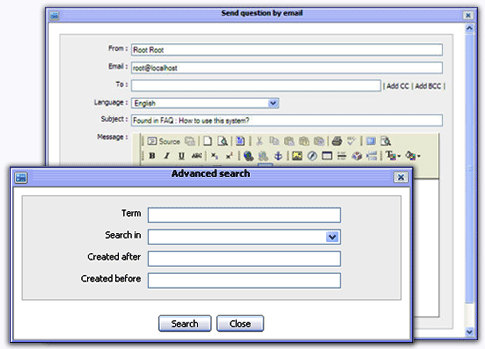 Send question by email
From : Root Root
Email : root@localhost
To : | Add CC | Add BCC |
Language : English
Subject : Found in FAQ : How to use this system?
Message :
Source
B I U ABC x₂ x²
Advanced search
Term
Search in
Created after
Created before
Search Close